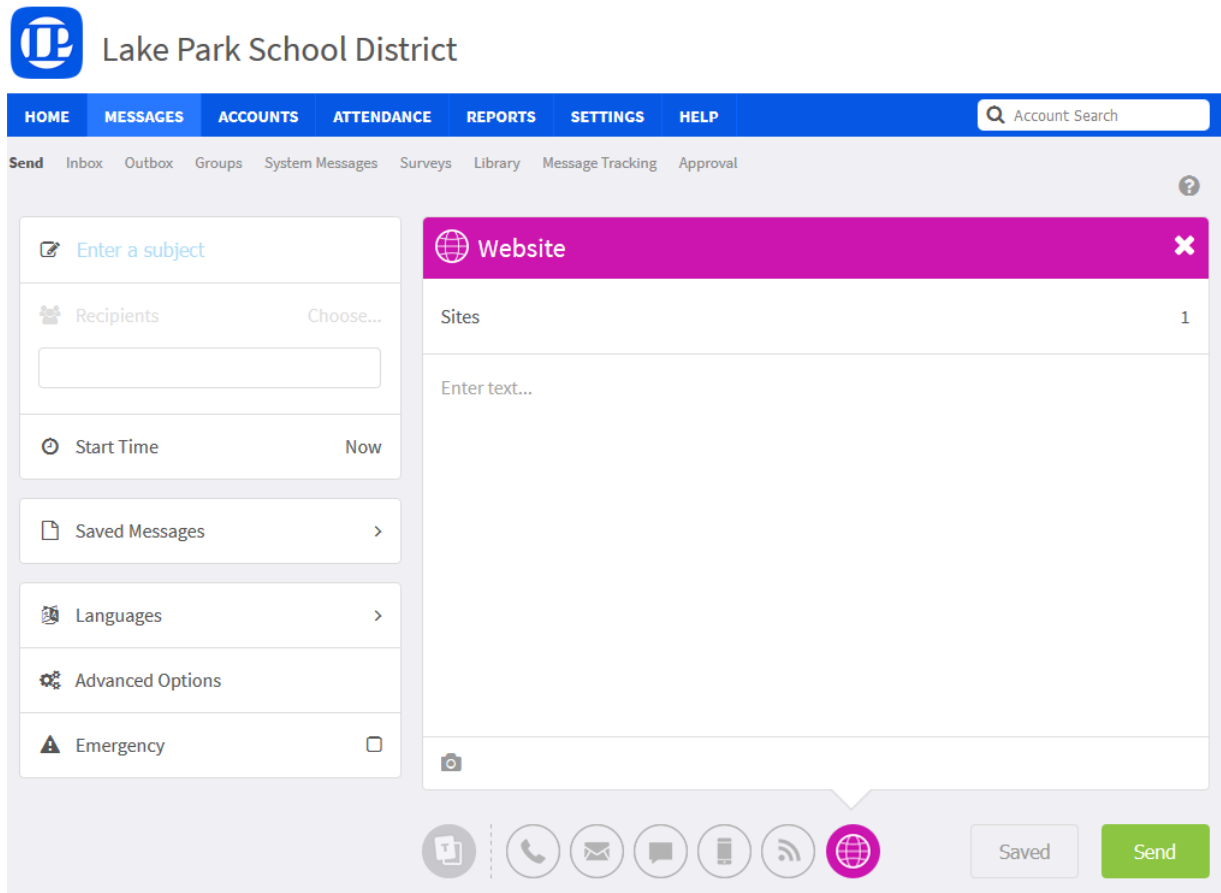 Lake Park School District
HOME MESSAGES ACCOUNTS ATTENDANCE REPORTS SETTINGS HELP Account Search
Send Inbox Outbox Groups System Messages Surveys Library Message Tracking Approval
Enter a subject
Recipients Choose...
Start Time Now
Saved Messages
Languages
Advanced Options
Emergency
Website
Sites 1
Enter text...
Saved Send